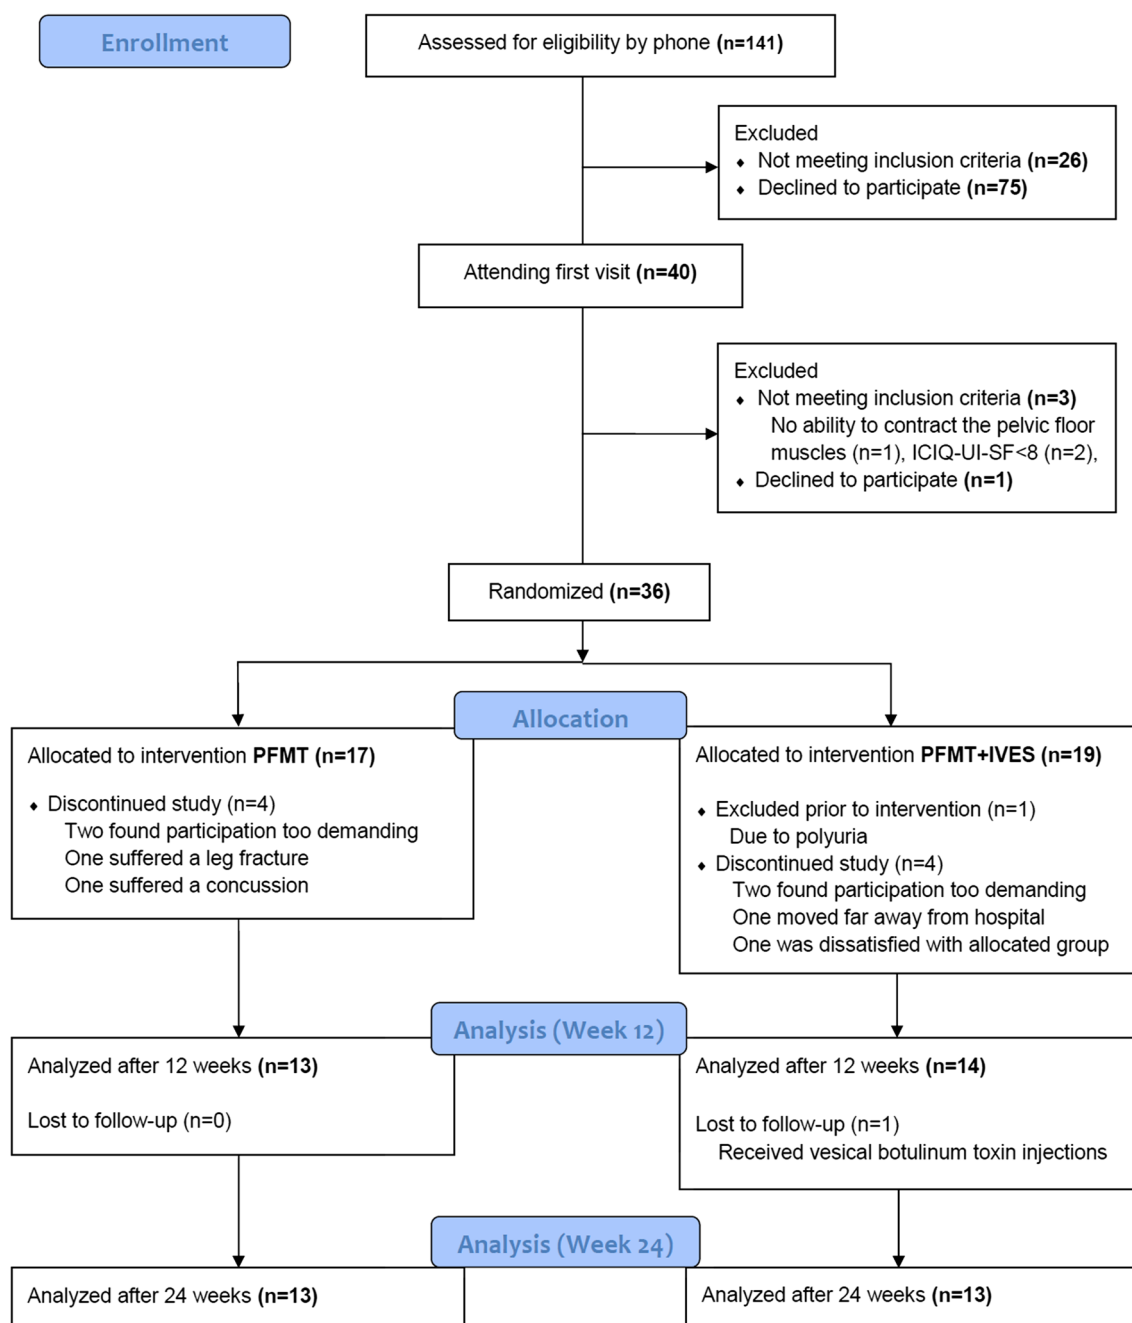 Enrollment
Assessed for eligibility by phone (n=141)
Excluded
⬧ Not meeting inclusion criteria (n=26)
⬧ Declined to participate (n=75)
Attending first visit (n=40)
Excluded
⬧ Not meeting inclusion criteria (n=3)
No ability to contract the pelvic floor
muscles (n=1), ICIQ-UI-SF<8 (n=2),
⬧ Declined to participate (n=1)
Randomized (n=36)
Allocation
Allocated to intervention PFMT (n=17)
⬧ Discontinued study (n=4)
Two found participation too demanding
One suffered a leg fracture
One suffered a concussion
Allocated to intervention PFMT+IVES (n=19)
⬧ Excluded prior to intervention (n=1)
Due to polyuria
⬧ Discontinued study (n=4)
Two found participation too demanding
One moved far away from hospital
One was dissatisfied with allocated group
Analysis (Week 12)
Analyzed after 12 weeks (n=13)
Lost to follow-up (n=0)
Analyzed after 12 weeks (n=14)
Lost to follow-up (n=1)
Received vesical botulinum toxin injections
Analysis (Week 24)
Analyzed after 24 weeks (n=13)
Analyzed after 24 weeks (n=13)